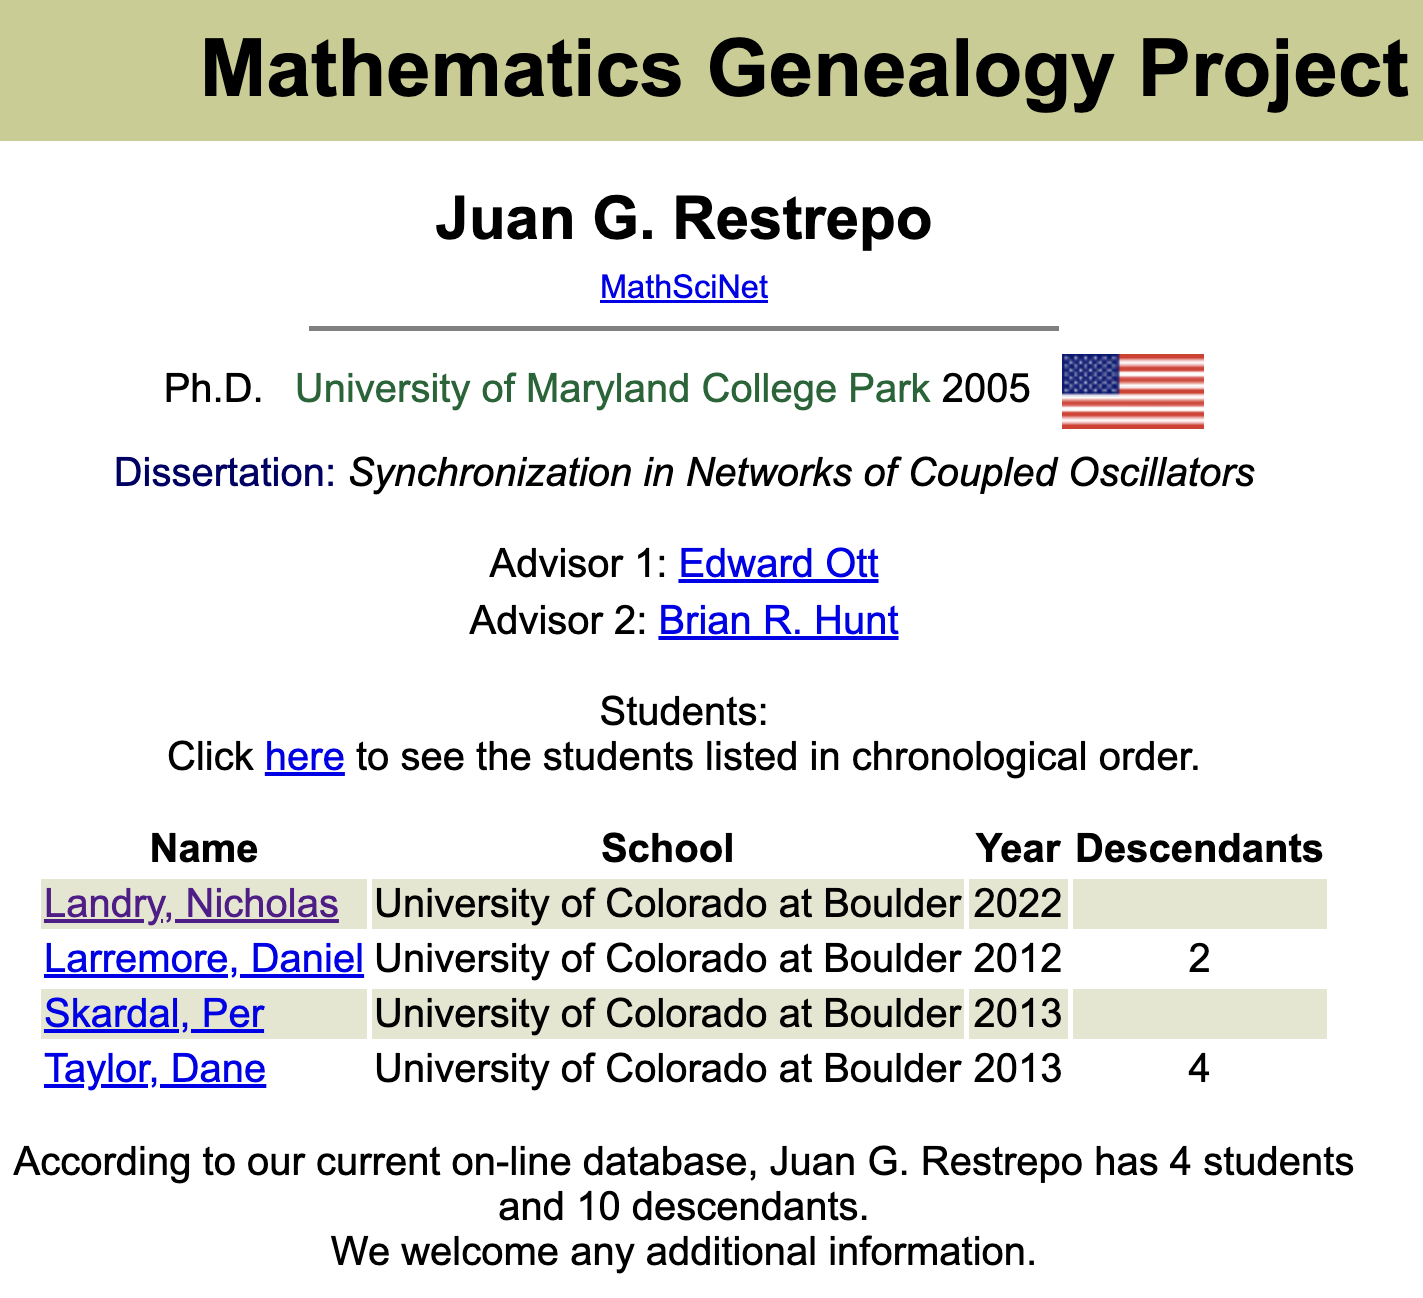 Mathematics Genealogy Project
Juan G. Restrepo
MathSciNet
Ph.D. University of Maryland College Park 2005
Dissertation: Synchronization in Networks of Coupled Oscillators
Advisor 1: Edward Ott
Advisor 2: Brian R. Hunt
Students:
Click here to see the students listed in chronological order.
Name School Year Descendants
Landry, Nicholas University of Colorado at Boulder 2022
Larremore, Daniel University of Colorado at Boulder 2012 2
Skardal, Per University of Colorado at Boulder 2013
Taylor, Dane University of Colorado at Boulder 2013 4
According to our current on-line database, Juan G. Restrepo has 4 students
and 10 descendants.
We welcome any additional information.